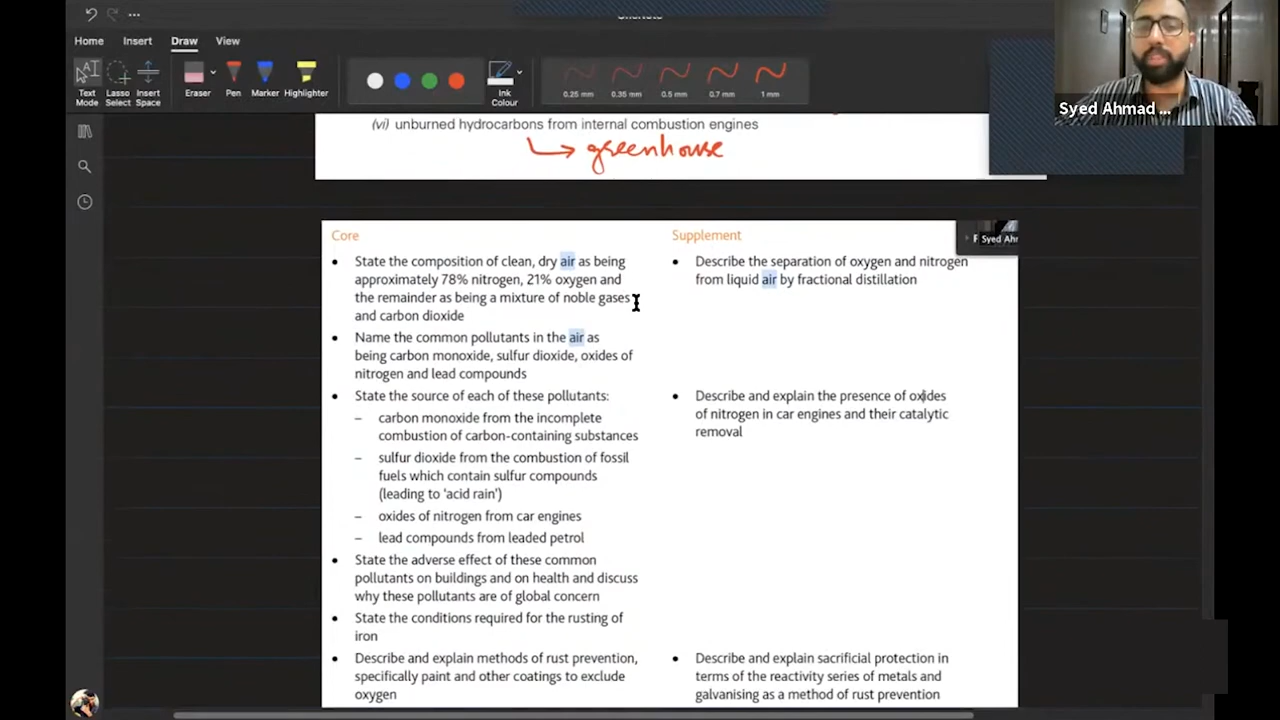 Home Insert Draw View
Text Mode
Lasso Select
Insert Space
Eraser
Pen
Marker
Highlighter
Ink Colour
0.25 mm 0.35 mm 0.5 mm 0.7 mm 1 mm
Syed Ahmad ...
(vi) unburned hydrocarbons from internal combustion engines
greenhouse
Syed Ahr
Core
• State the composition of clean, dry air as being
approximately 78% nitrogen, 21% oxygen and
the remainder as being a mixture of noble gases
and carbon dioxide
• Name the common pollutants in the air as
being carbon monoxide, sulfur dioxide, oxides of
nitrogen and lead compounds
• State the source of each of these pollutants:
– carbon monoxide from the incomplete
combustion of carbon-containing substances
– sulfur dioxide from the combustion of fossil
fuels which contain sulfur compounds
(leading to 'acid rain')
– oxides of nitrogen from car engines
– lead compounds from leaded petrol
• State the adverse effect of these common
pollutants on buildings and on health and discuss
why these pollutants are of global concern
• State the conditions required for the rusting of
iron
• Describe and explain methods of rust prevention,
specifically paint and other coatings to exclude
oxygen
Supplement
• Describe the separation of oxygen and nitrogen
from liquid air by fractional distillation
• Describe and explain the presence of oxides
of nitrogen in car engines and their catalytic
removal
• Describe and explain sacrificial protection in
terms of the reactivity series of metals and
galvanising as a method of rust prevention